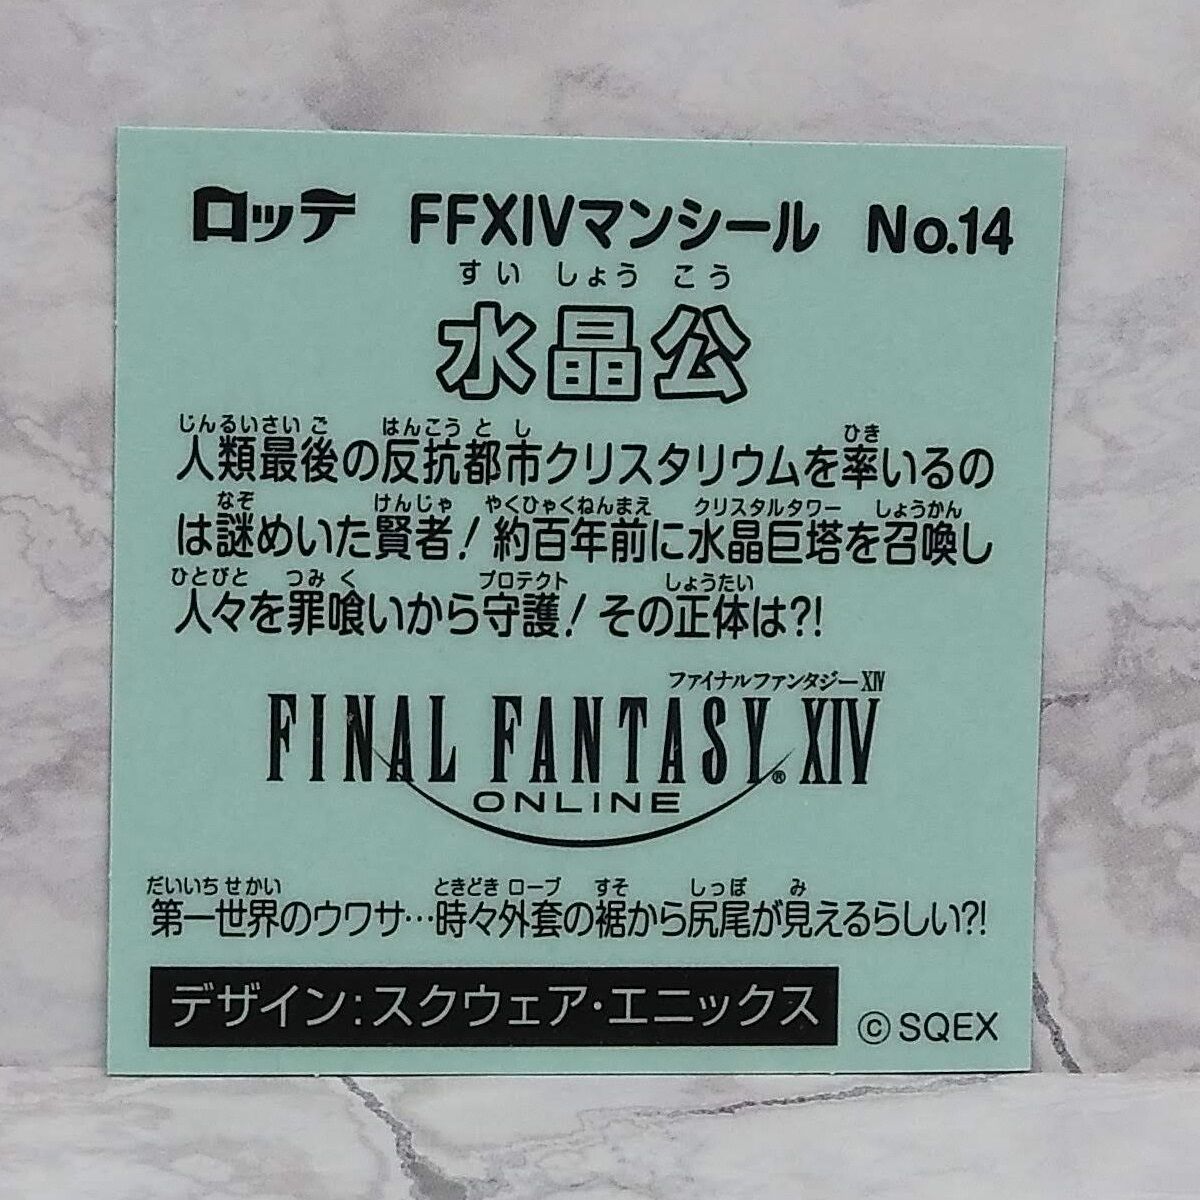 ロッテ FFXIVマンシール No.14
すいしょうこう
水晶公
じんるいさいご はんこうとし ひき
人類最後の反抗都市クリスタリウムを率いるの
なぞ けんじゃ やくひゃくねんまえ クリスタルタワー しょうかん
は謎めいた賢者!約百年前に水晶巨塔を召喚し
ひとびと つみく プロテクト しょうたい
人々を罪喰いから守護!その正体は?!
ファイナルファンタジーXIV
FINAL FANTASY® XIV
ONLINE
だいいちせかい ときどき ローブ すそ しっぽ み
第一世界のウワサ…時々外套の裾から尻尾が見えるらしい?!
デザイン:スクウェア・エニックス
©SQEX